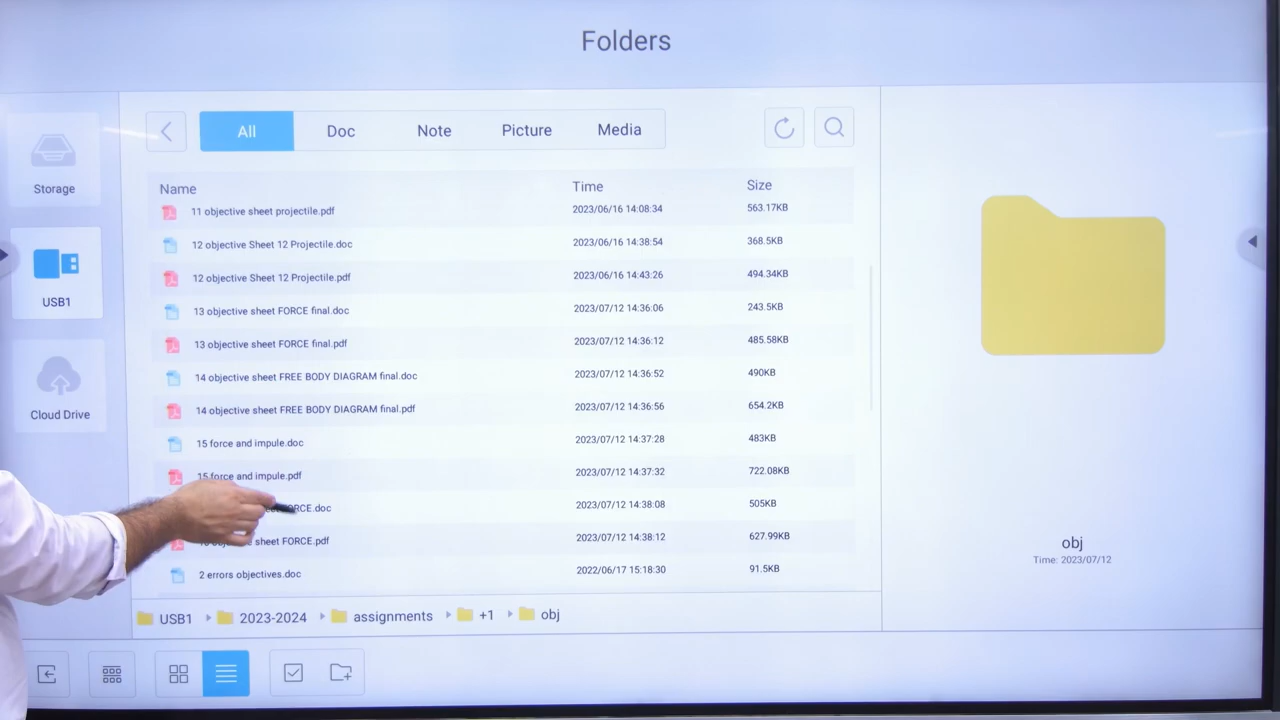 Folders
All Doc Note Picture Media
Storage
USB1
Cloud Drive
Name Time Size
11 objective sheet projectile.pdf 2023/06/16 14:08:34 563.17KB
12 objective Sheet 12 Projectile.doc 2023/06/16 14:38:54 368.5KB
12 objective Sheet 12 Projectile.pdf 2023/06/16 14:43:26 494.34KB
13 objective sheet FORCE final.doc 2023/07/12 14:36:06 243.5KB
13 objective sheet FORCE final.pdf 2023/07/12 14:36:12 485.58KB
14 objective sheet FREE BODY DIAGRAM final.doc 2023/07/12 14:36:52 490KB
14 objective sheet FREE BODY DIAGRAM final.pdf 2023/07/12 14:36:56 654.2KB
15 force and impule.doc 2023/07/12 14:37:28 483KB
15 force and impule.pdf 2023/07/12 14:37:32 722.08KB
2023/07/12 14:38:08 505KB
sheet FORCE.pdf 2023/07/12 14:38:12 627.99KB
2 errors objectives.doc 2022/06/17 15:18:30 91.5KB
USB1 2023-2024 assignments +1 obj
obj
Time: 2023/07/12